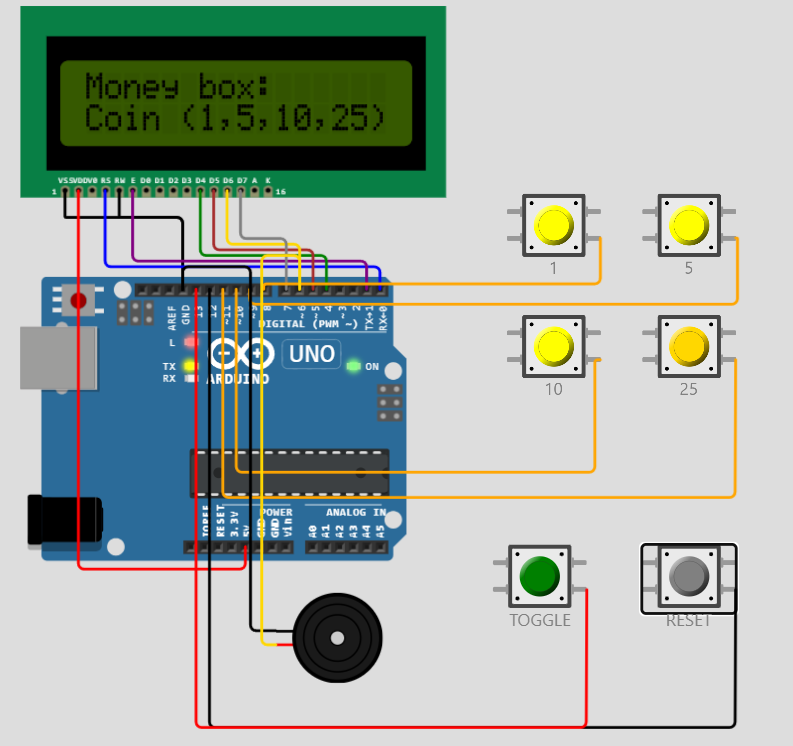 Money box:
Coin (1,5,10,25)
VSS VDD V0 RS RW E D0 D1 D2 D3 D4 D5 D6 D7 A K
1 16
1
5
AREF
GND
13
12
~11
~10
~9
8
7
~6
~5
4
~3
2
TX→1
RX←0
DIGITAL (PWM ~)
L
TX
RX
UNO
ON
ARDUINO
10
25
IOREF
RESET
3.3V
5V
GND
GND
Vin
POWER
ANALOG IN
A0
A1
A2
A3
A4
A5
TOGGLE
RESET